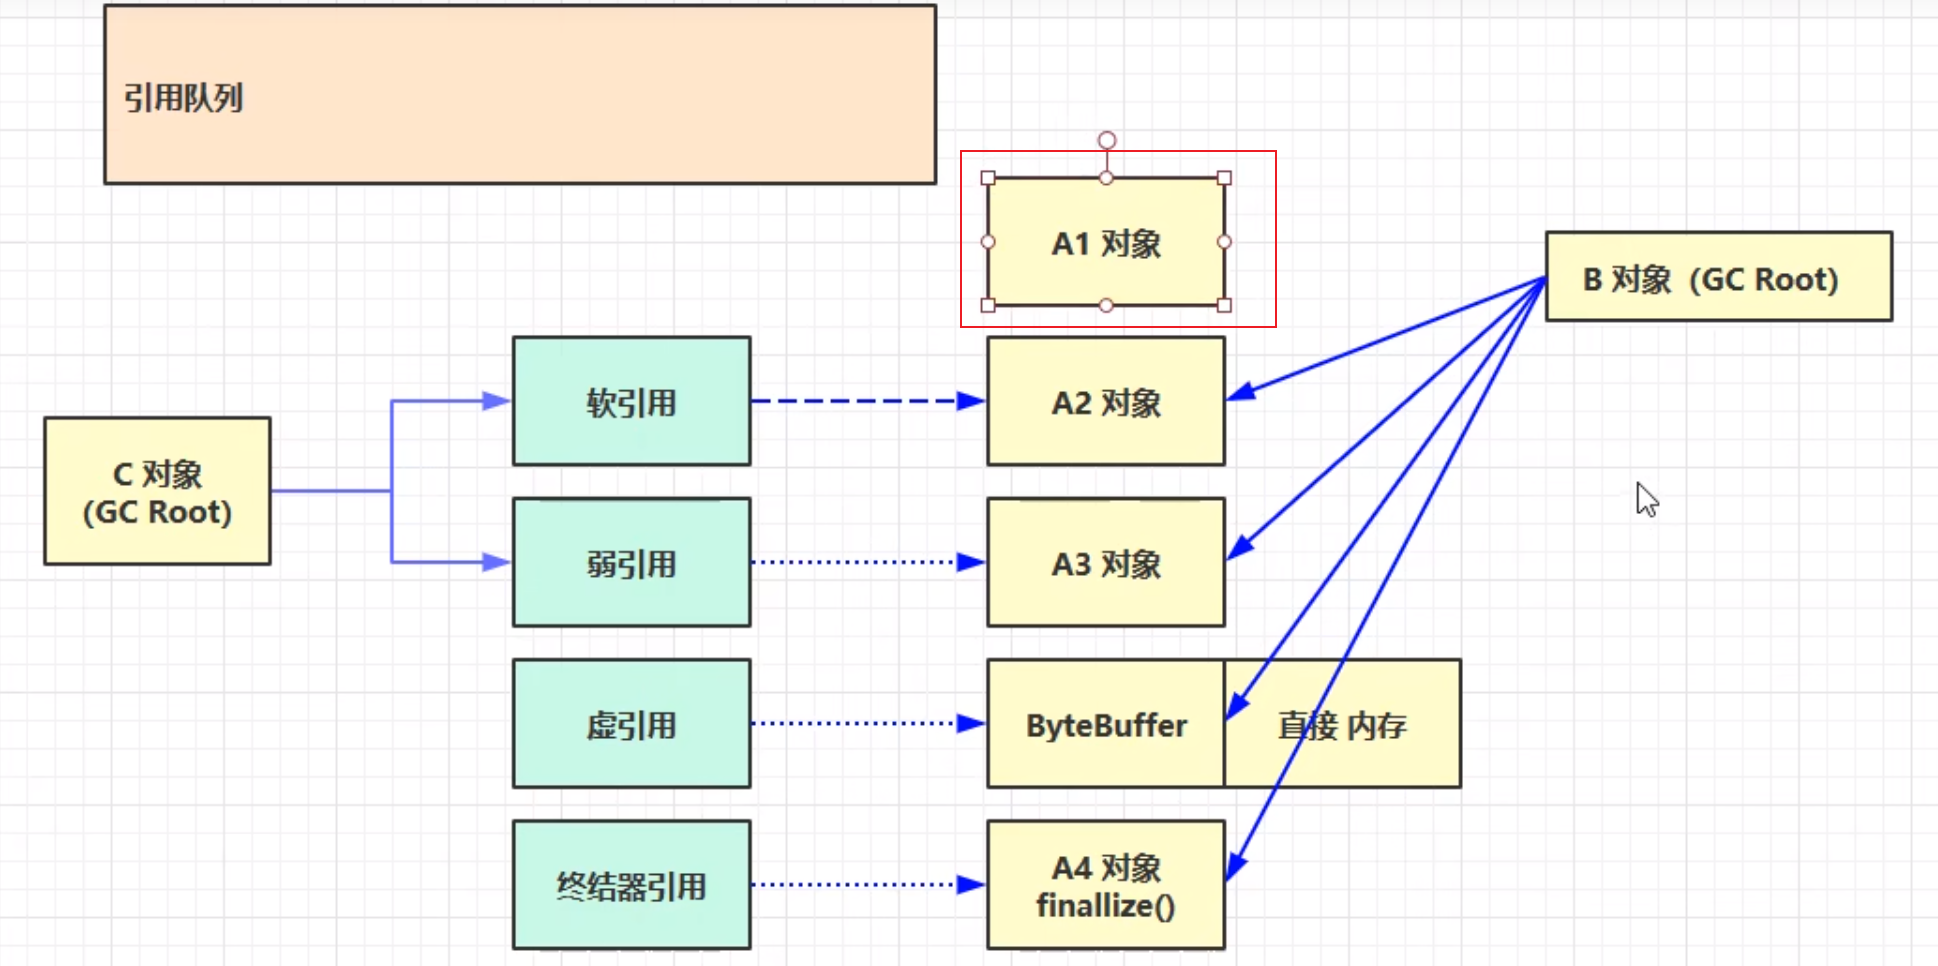 引用队列
A1 对象
B 对象（GC Root)
软引用
A2 对象
C 对象
(GC Root)
弱引用
A3 对象
虚引用
ByteBuffer
直接 内存
终结器引用
A4 对象
finallize()